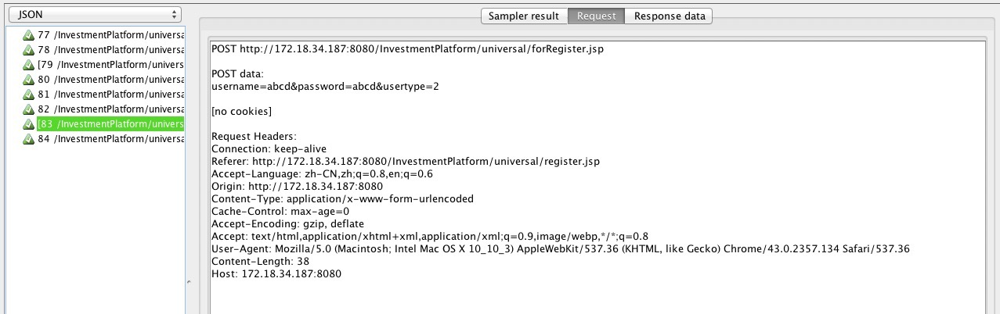 JSON
Sampler result Request Response data
77 /InvestmentPlatform/universa
78 /InvestmentPlatform/universa
[79 /InvestmentPlatform/univers
80 /InvestmentPlatform/universa
81 /InvestmentPlatform/universa
82 /InvestmentPlatform/universa
[83 /InvestmentPlatform/univers
84 /InvestmentPlatform/universa
POST http://172.18.34.187:8080/InvestmentPlatform/universal/forRegister.jsp
POST data:
username=abcd&password=abcd&usertype=2
[no cookies]
Request Headers:
Connection: keep-alive
Referer: http://172.18.34.187:8080/InvestmentPlatform/universal/register.jsp
Accept-Language: zh-CN,zh;q=0.8,en;q=0.6
Origin: http://172.18.34.187:8080
Content-Type: application/x-www-form-urlencoded
Cache-Control: max-age=0
Accept-Encoding: gzip, deflate
Accept: text/html,application/xhtml+xml,application/xml;q=0.9,image/webp,*/*;q=0.8
User-Agent: Mozilla/5.0 (Macintosh; Intel Mac OS X 10_10_3) AppleWebKit/537.36 (KHTML, like Gecko) Chrome/43.0.2357.134 Safari/537.36
Content-Length: 38
Host: 172.18.34.187:8080